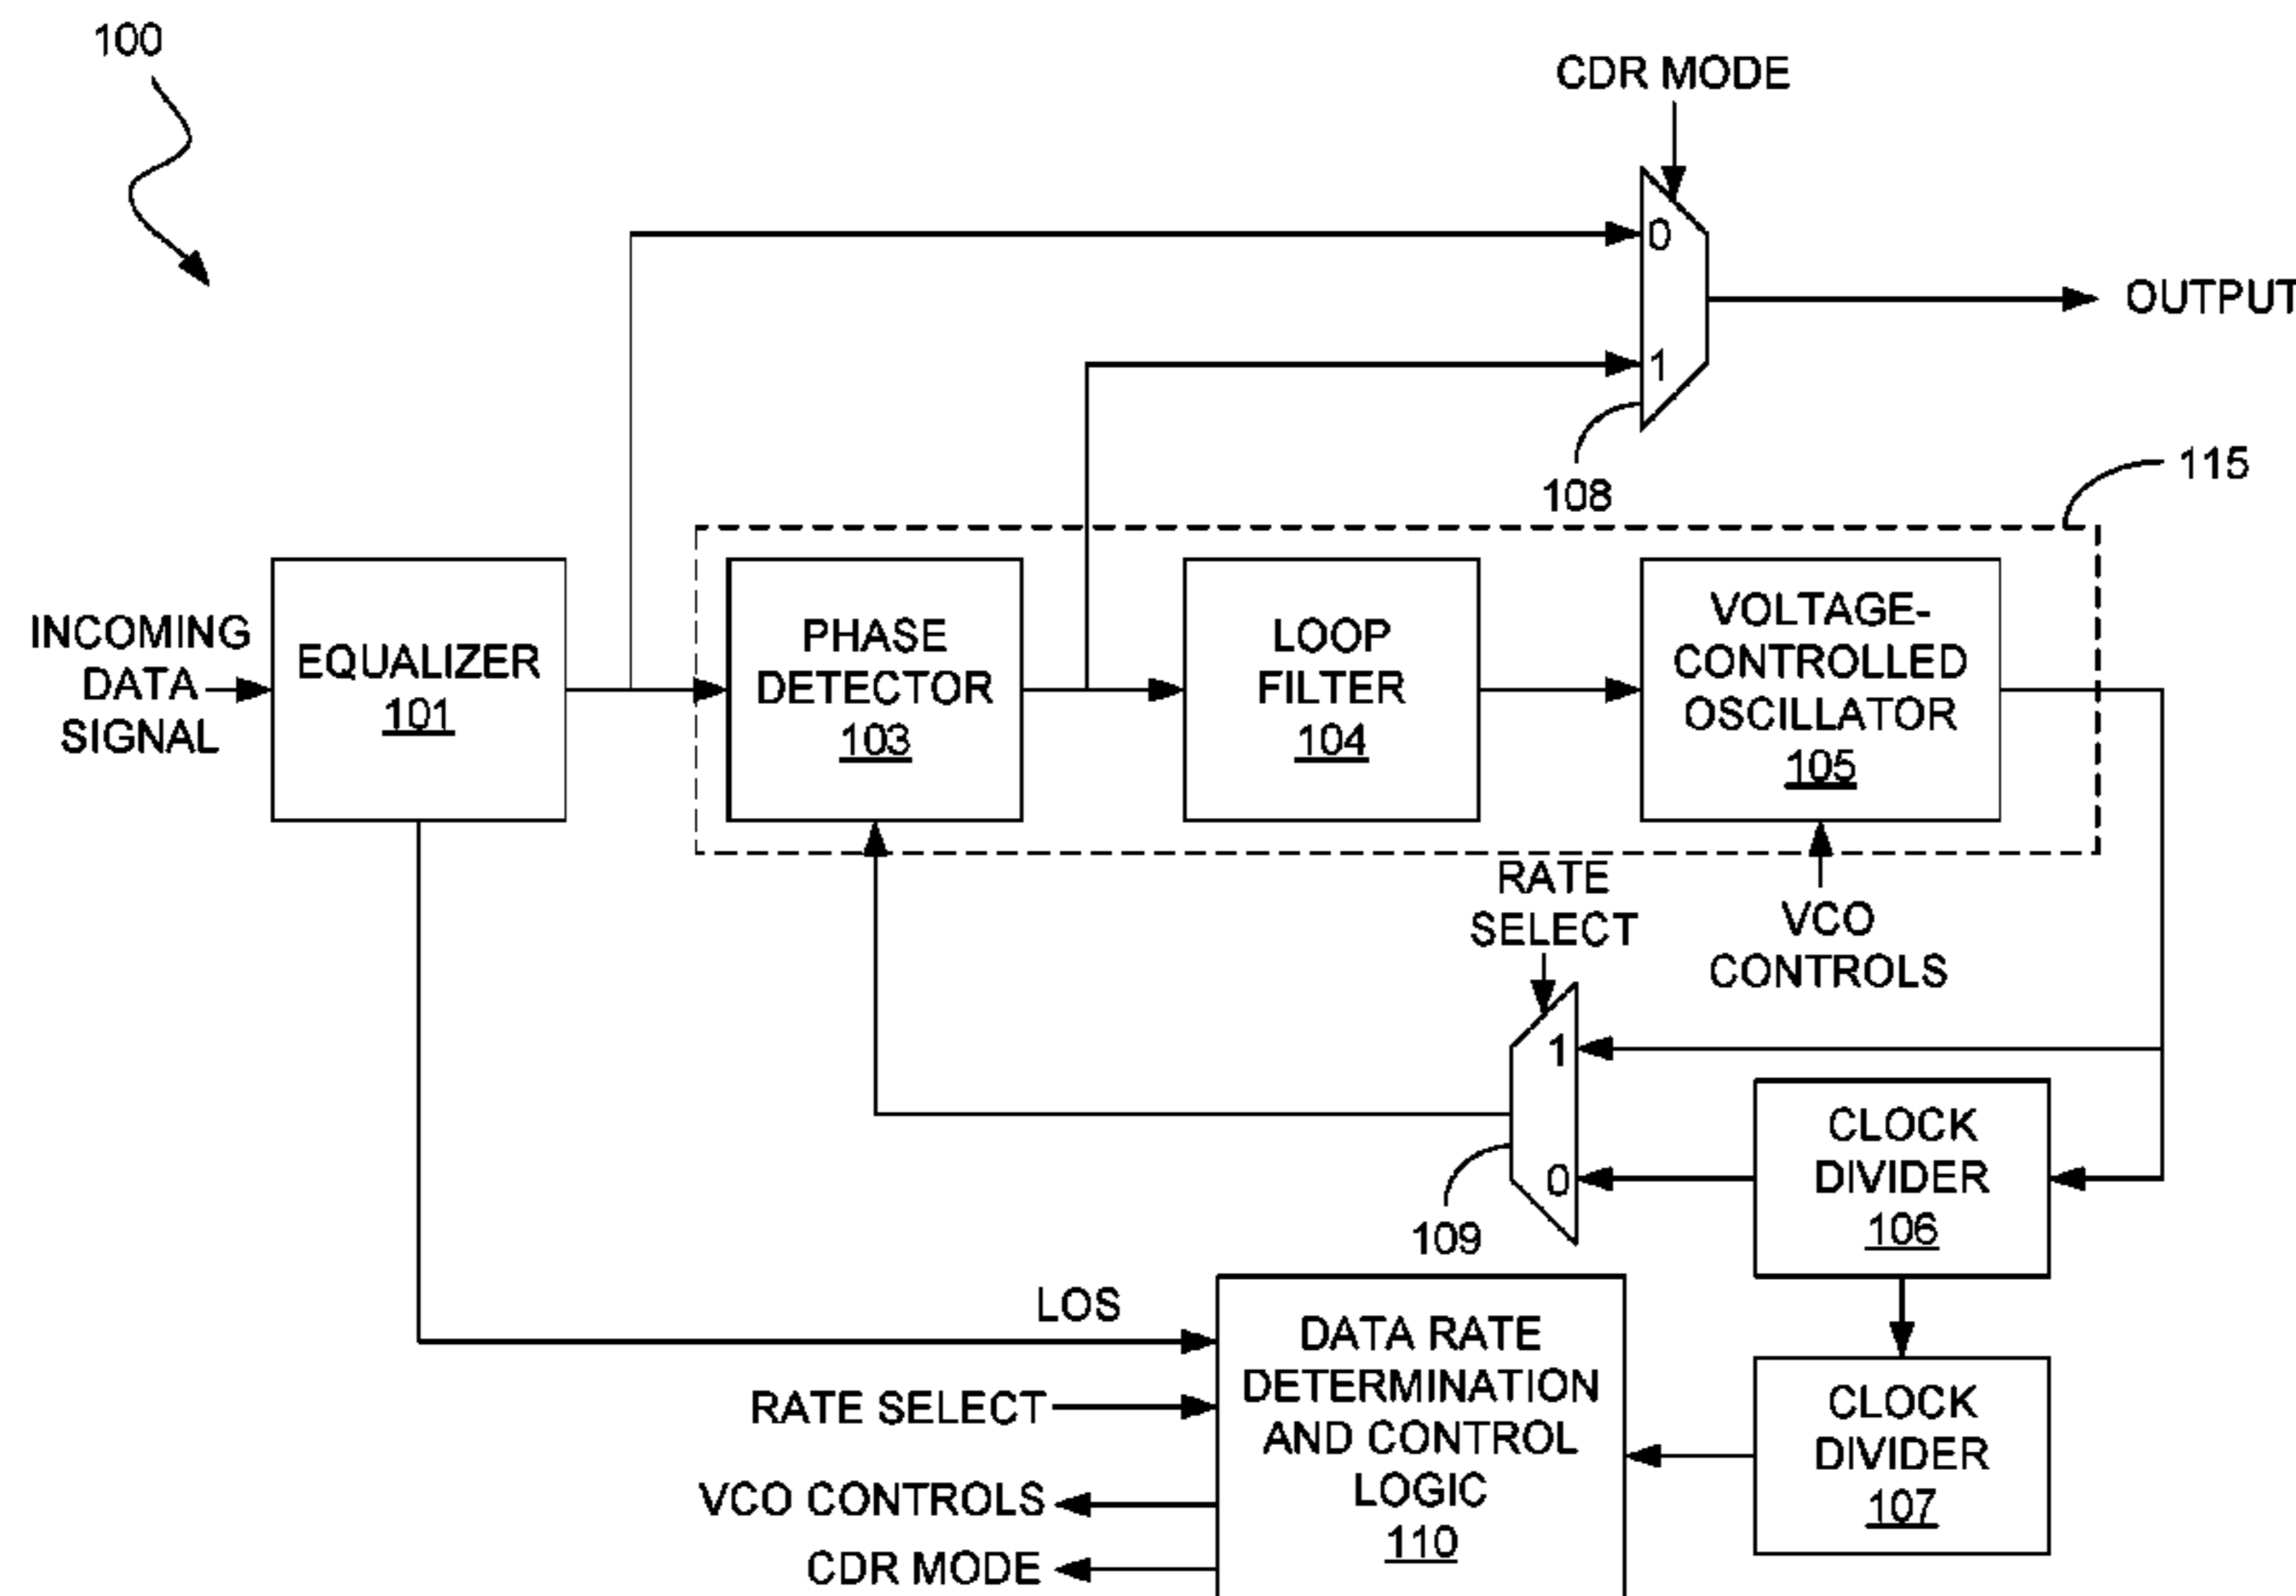 100
CDR MODE
0
OUTPUT
1
108
115
INCOMING
DATA
SIGNAL
EQUALIZER
101
PHASE
DETECTOR
103
LOOP
FILTER
104
VOLTAGE-
CONTROLLED
OSCILLATOR
105
RATE
SELECT
VCO
CONTROLS
1
0
109
CLOCK
DIVIDER
106
LOS
RATE SELECT
VCO CONTROLS
CDR MODE
DATA RATE
DETERMINATION
AND CONTROL
LOGIC
110
CLOCK
DIVIDER
107